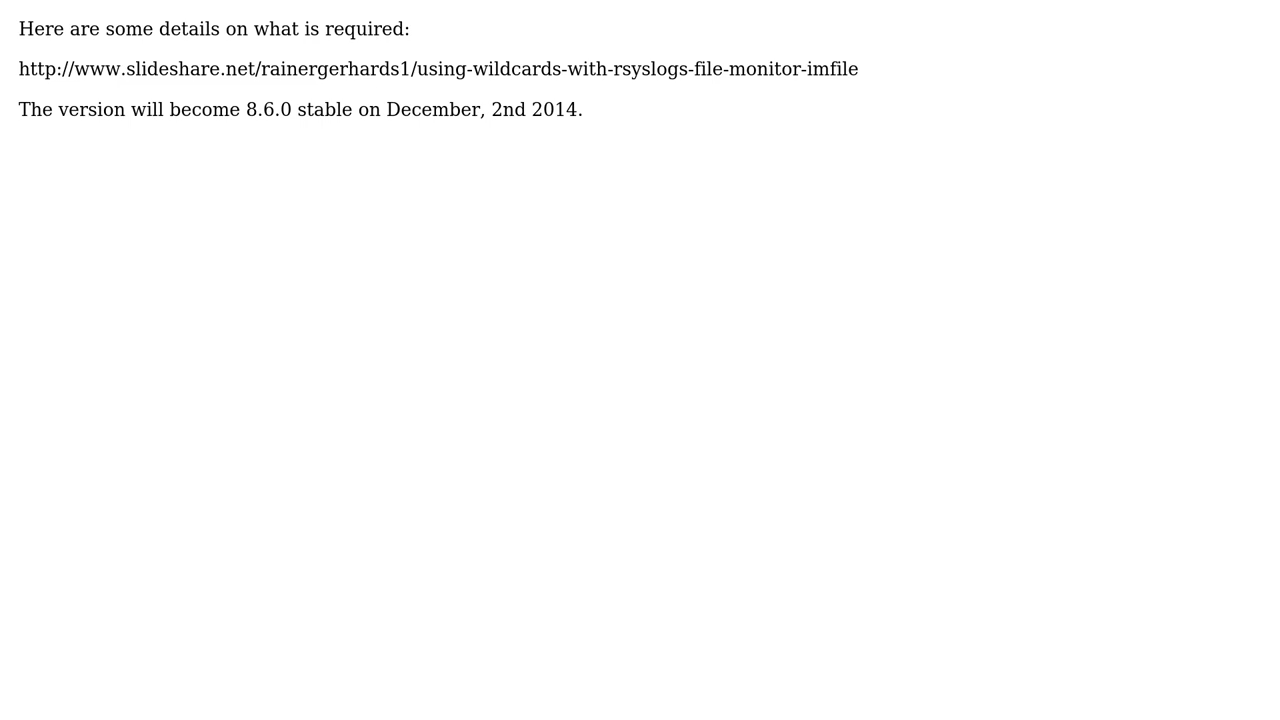 Here are some details on what is required:
http://www.slideshare.net/rainergerhards1/using-wildcards-with-rsyslogs-file-monitor-imfile
The version will become 8.6.0 stable on December, 2nd 2014.